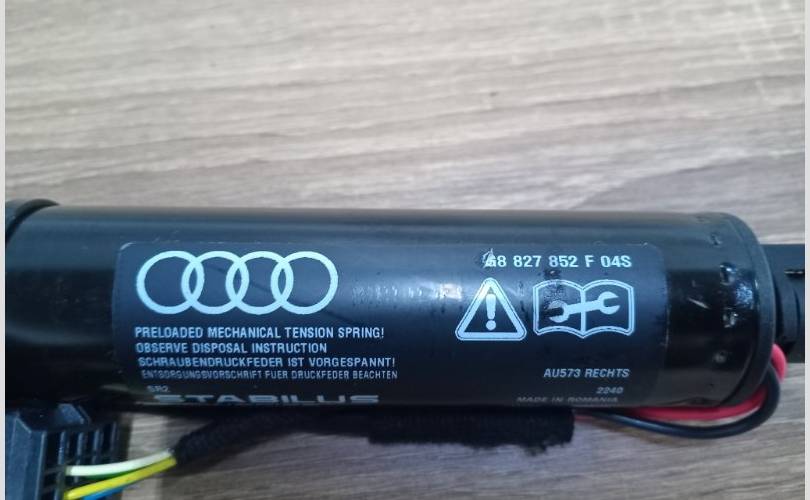 827 852 F 04S
PRELOADED MECHANICAL TENSION SPRING!
OBSERVE DISPOSAL INSTRUCTION
SCHRAUBENDRUCKFEDER IST VORGESPANNT!
ENTSORGUNGSVORSCHRIFT FUER DRUCKFEDER BEACHTEN
AU573 RECHTS
SR2
STABILUS
2240
MADE IN ROMANIA